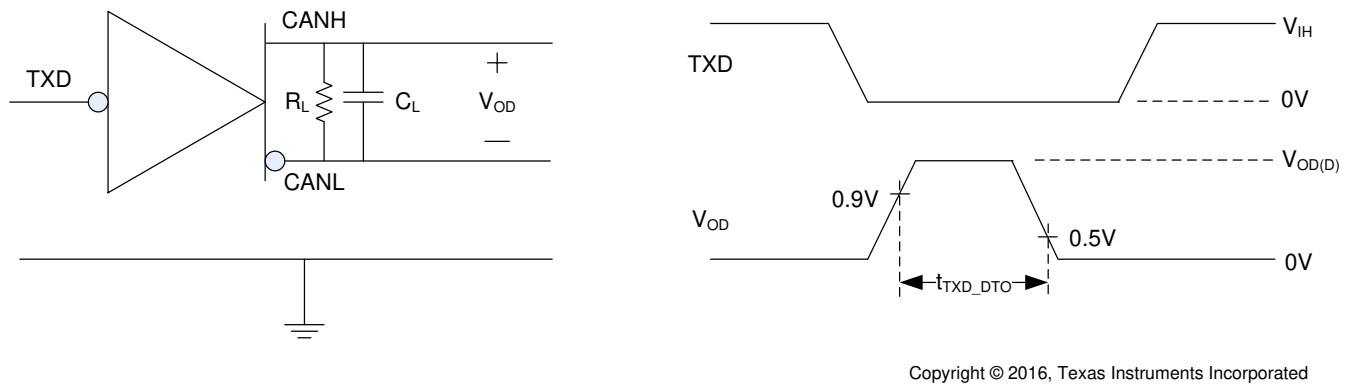 CANH
TXD
R_L
C_L
+
V_OD
—
CANL
TXD
V_IH
0V
V_OD
0.9V
0.5V
V_OD(D)
0V
t_TXD_DTO
Copyright © 2016, Texas Instruments Incorporated